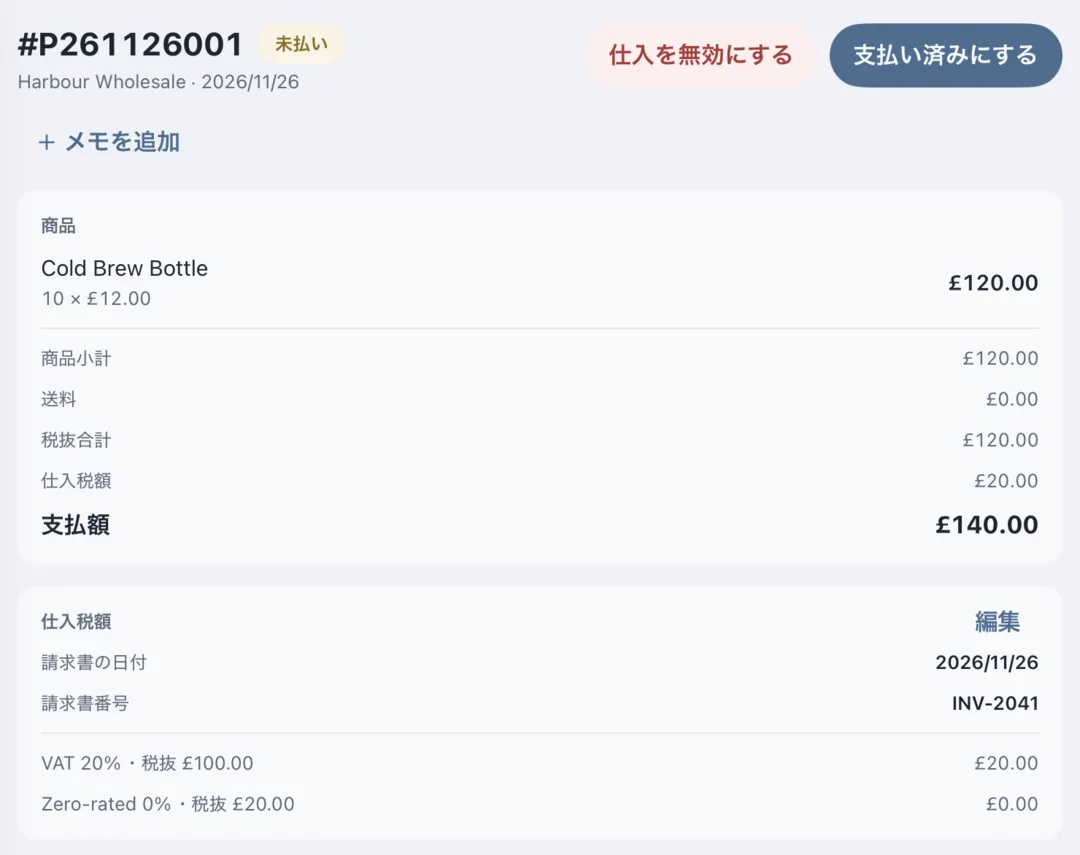 #P261126001 未払い
Harbour Wholesale · 2026/11/26
仕入を無効にする
支払い済みにする
+ メモを追加
商品
Cold Brew Bottle
10 × £12.00
£120.00
商品小計 £120.00
送料 £0.00
税抜合計 £120.00
仕入税額 £20.00
支払額 £140.00
仕入税額 編集
請求書の日付 2026/11/26
請求書番号 INV-2041
VAT 20%・税抜 £100.00 £20.00
Zero-rated 0%・税抜 £20.00 £0.00